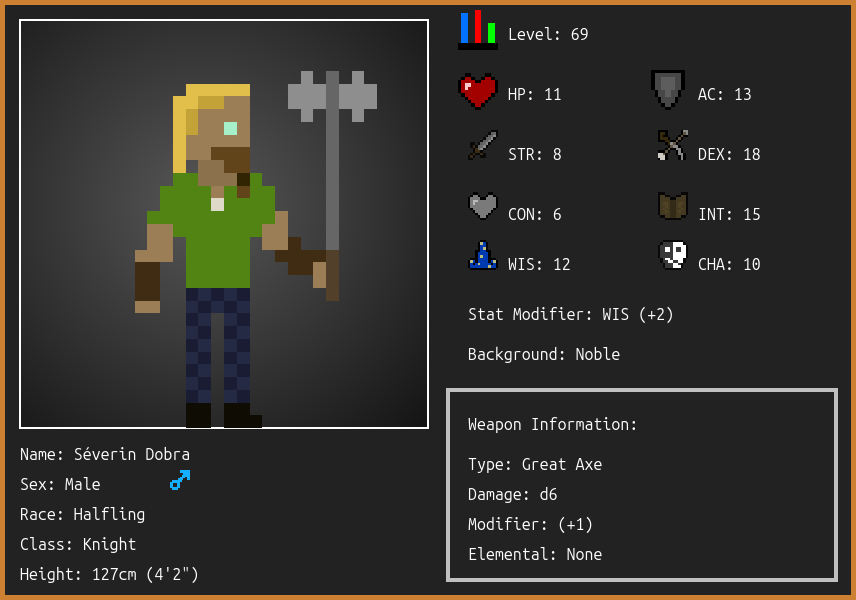 Level: 69
HP: 11
AC: 13
STR: 8
DEX: 18
CON: 6
INT: 15
WIS: 12
CHA: 10
Stat Modifier: WIS (+2)
Background: Noble
Weapon Information:
Type: Great Axe
Damage: d6
Modifier: (+1)
Elemental: None
Name: Séverin Dobra
Sex: Male
Race: Halfling
Class: Knight
Height: 127cm (4'2")